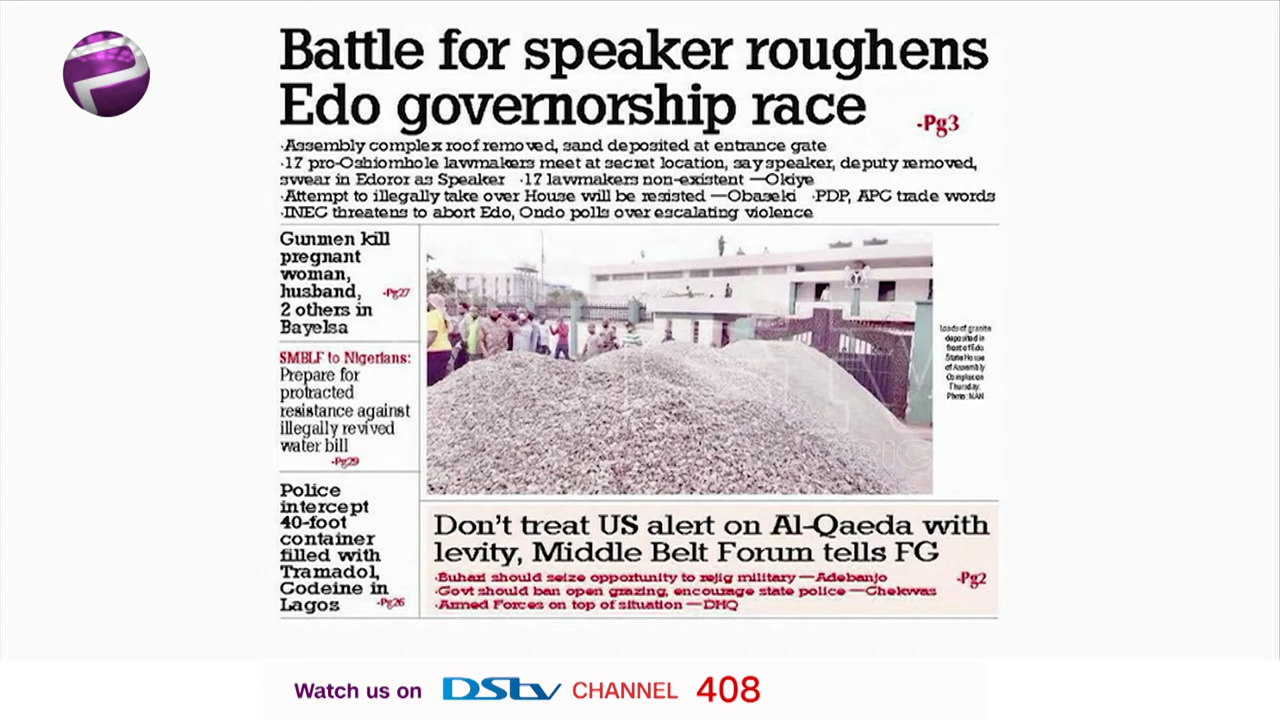 Battle for speaker roughens
Edo governorship race
-Pg3
·Assembly complex roof removed, sand deposited at entrance gate
·17 pro-Oshiomhole lawmakers meet at secret location, say speaker, deputy removed,
swear in Edoror as Speaker ·17 lawmakers non-existent —Okiye
·Attempt to illegally take over House will be resisted —Obaseki ·PDP, APC trade words
·INEC threatens to abort Edo, Ondo polls over escalating violence
Gunmen kill
pregnant
woman,
husband, -Pg27
2 others in
Bayelsa
SMBLF to Nigerians:
Prepare for
protracted
resistance against
illegally revived
water bill
-Pg29
Police
intercept
40-foot
container
filled with
Tramadol,
Codeine in
Lagos -Pg26
Loads of granite
deposited in
front of Edo
State House
of Assembly
Complex on
Thursday.
Photo: NAN
Don't treat US alert on Al-Qaeda with
levity, Middle Belt Forum tells FG
·Buhari should seize opportunity to rejig military —Adebanjo
-Pg2
·Govt should ban open grazing, encourage state police —Chekwas
·Armed Forces on top of situation —DHQ
Watch us on DStv CHANNEL 408